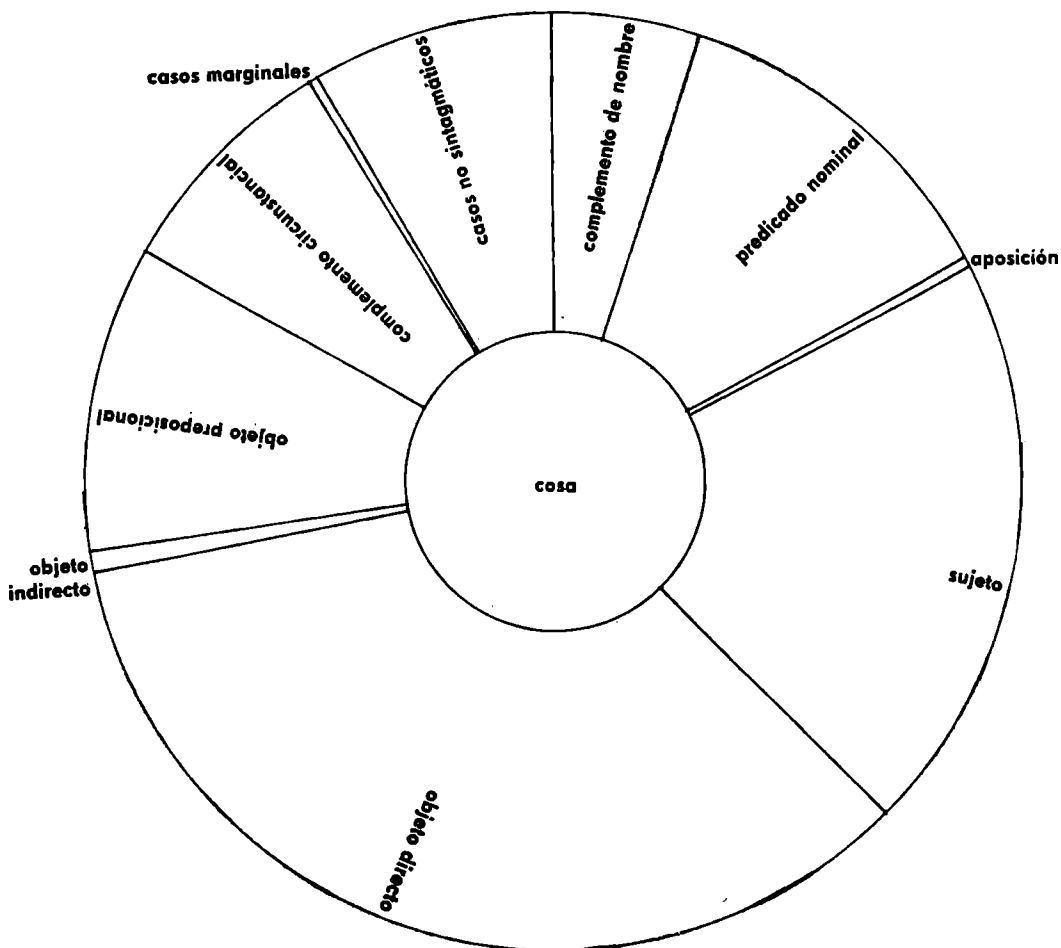 casos marginales
casos no sintagmáticos
complemento de nombre
predicado nominal
aposición
complemento circunstancial
objeto preposicional
cosa
objeto
indirecto
sujeto
objeto directo